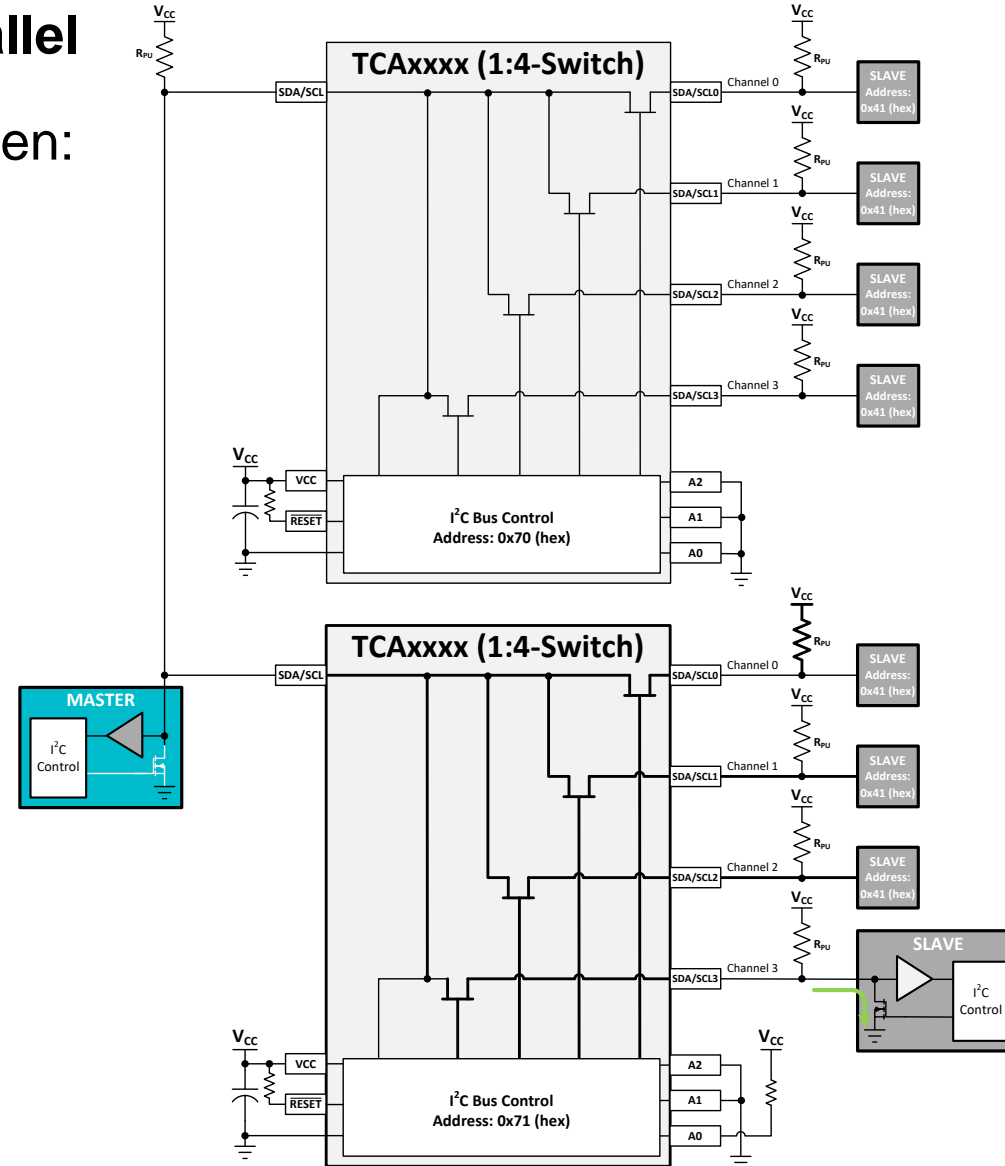 allel
en:
VCC
RPU
TCAxxxx (1:4-Switch)
SDA/SCL
SDA/SCL0
Channel 0
VCC
RPU
SLAVE
Address:
0x41 (hex)
SDA/SCL1
Channel 1
VCC
RPU
SLAVE
Address:
0x41 (hex)
SDA/SCL2
Channel 2
VCC
RPU
SLAVE
Address:
0x41 (hex)
SDA/SCL3
Channel 3
VCC
RPU
SLAVE
Address:
0x41 (hex)
VCC
VCC
RESET
I²C Bus Control
Address: 0x70 (hex)
A2
A1
A0
TCAxxxx (1:4-Switch)
SDA/SCL
MASTER
I²C
Control
SDA/SCL0
Channel 0
VCC
RPU
SLAVE
Address:
0x41 (hex)
SDA/SCL1
Channel 1
VCC
RPU
SLAVE
Address:
0x41 (hex)
SDA/SCL2
Channel 2
VCC
RPU
SLAVE
Address:
0x41 (hex)
SDA/SCL3
Channel 3
VCC
RPU
SLAVE
I²C
Control
VCC
VCC
RESET
I²C Bus Control
Address: 0x71 (hex)
A2
A1
A0
VCC